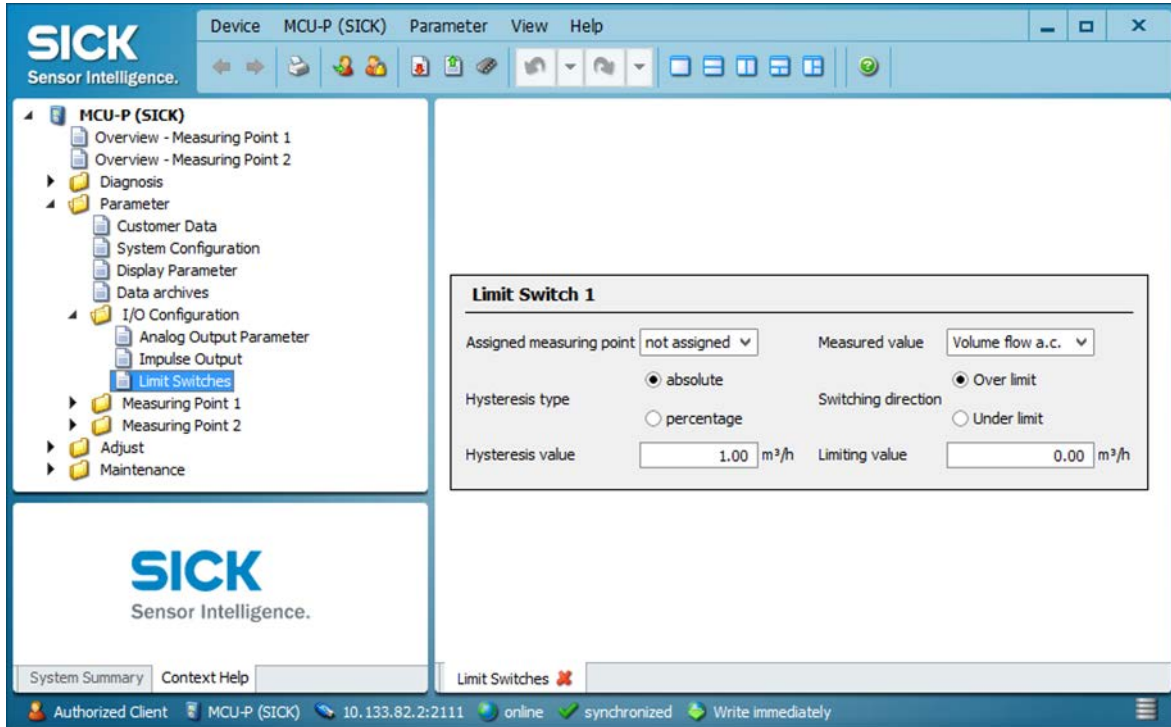 SICK
Sensor Intelligence.
Device MCU-P (SICK) Parameter View Help
MCU-P (SICK)
Overview - Measuring Point 1
Overview - Measuring Point 2
Diagnosis
Parameter
Customer Data
System Configuration
Display Parameter
Data archives
I/O Configuration
Analog Output Parameter
Impulse Output
Limit Switches
Measuring Point 1
Measuring Point 2
Adjust
Maintenance
SICK
Sensor Intelligence.
System Summary Context Help
Limit Switch 1
Assigned measuring point not assigned Measured value Volume flow a.c.
Hysteresis type absolute percentage Switching direction Over limit Under limit
Hysteresis value 1.00 m³/h Limiting value 0.00 m³/h
Limit Switches
Authorized Client MCU-P (SICK) 10.133.82.2:2111 online synchronized Write immediately